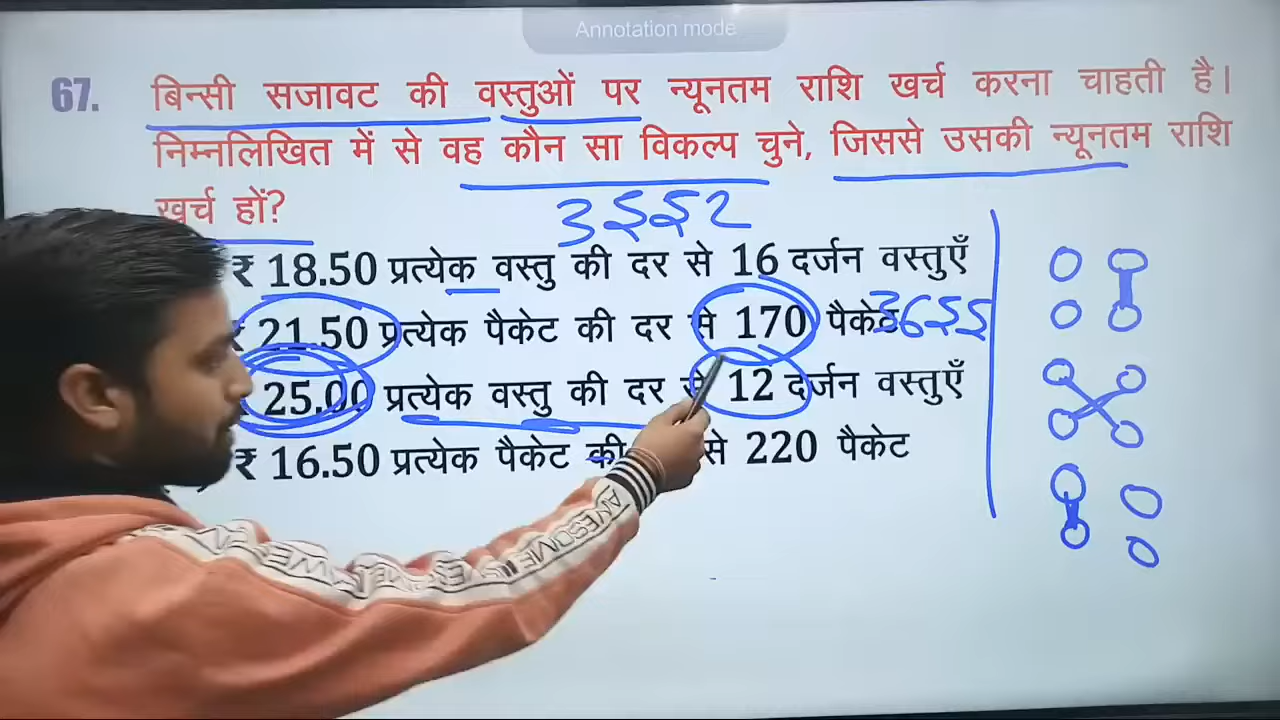 Annotation mode
67. बिन्सी सजावट की वस्तुओं पर न्यूनतम राशि खर्च करना चाहती है।
निम्नलिखित में से वह कौन सा विकल्प चुने, जिससे उसकी न्यूनतम राशि
खर्च हों?
3552
₹ 18.50 प्रत्येक वस्तु की दर से 16 दर्जन वस्तुएँ
21.50 प्रत्येक पैकेट की दर से 170 पैकेट 3655
25.00 प्रत्येक वस्तु की दर से 12 दर्जन वस्तुएँ
₹ 16.50 प्रत्येक पैकेट की से 220 पैकेट
AWESOME